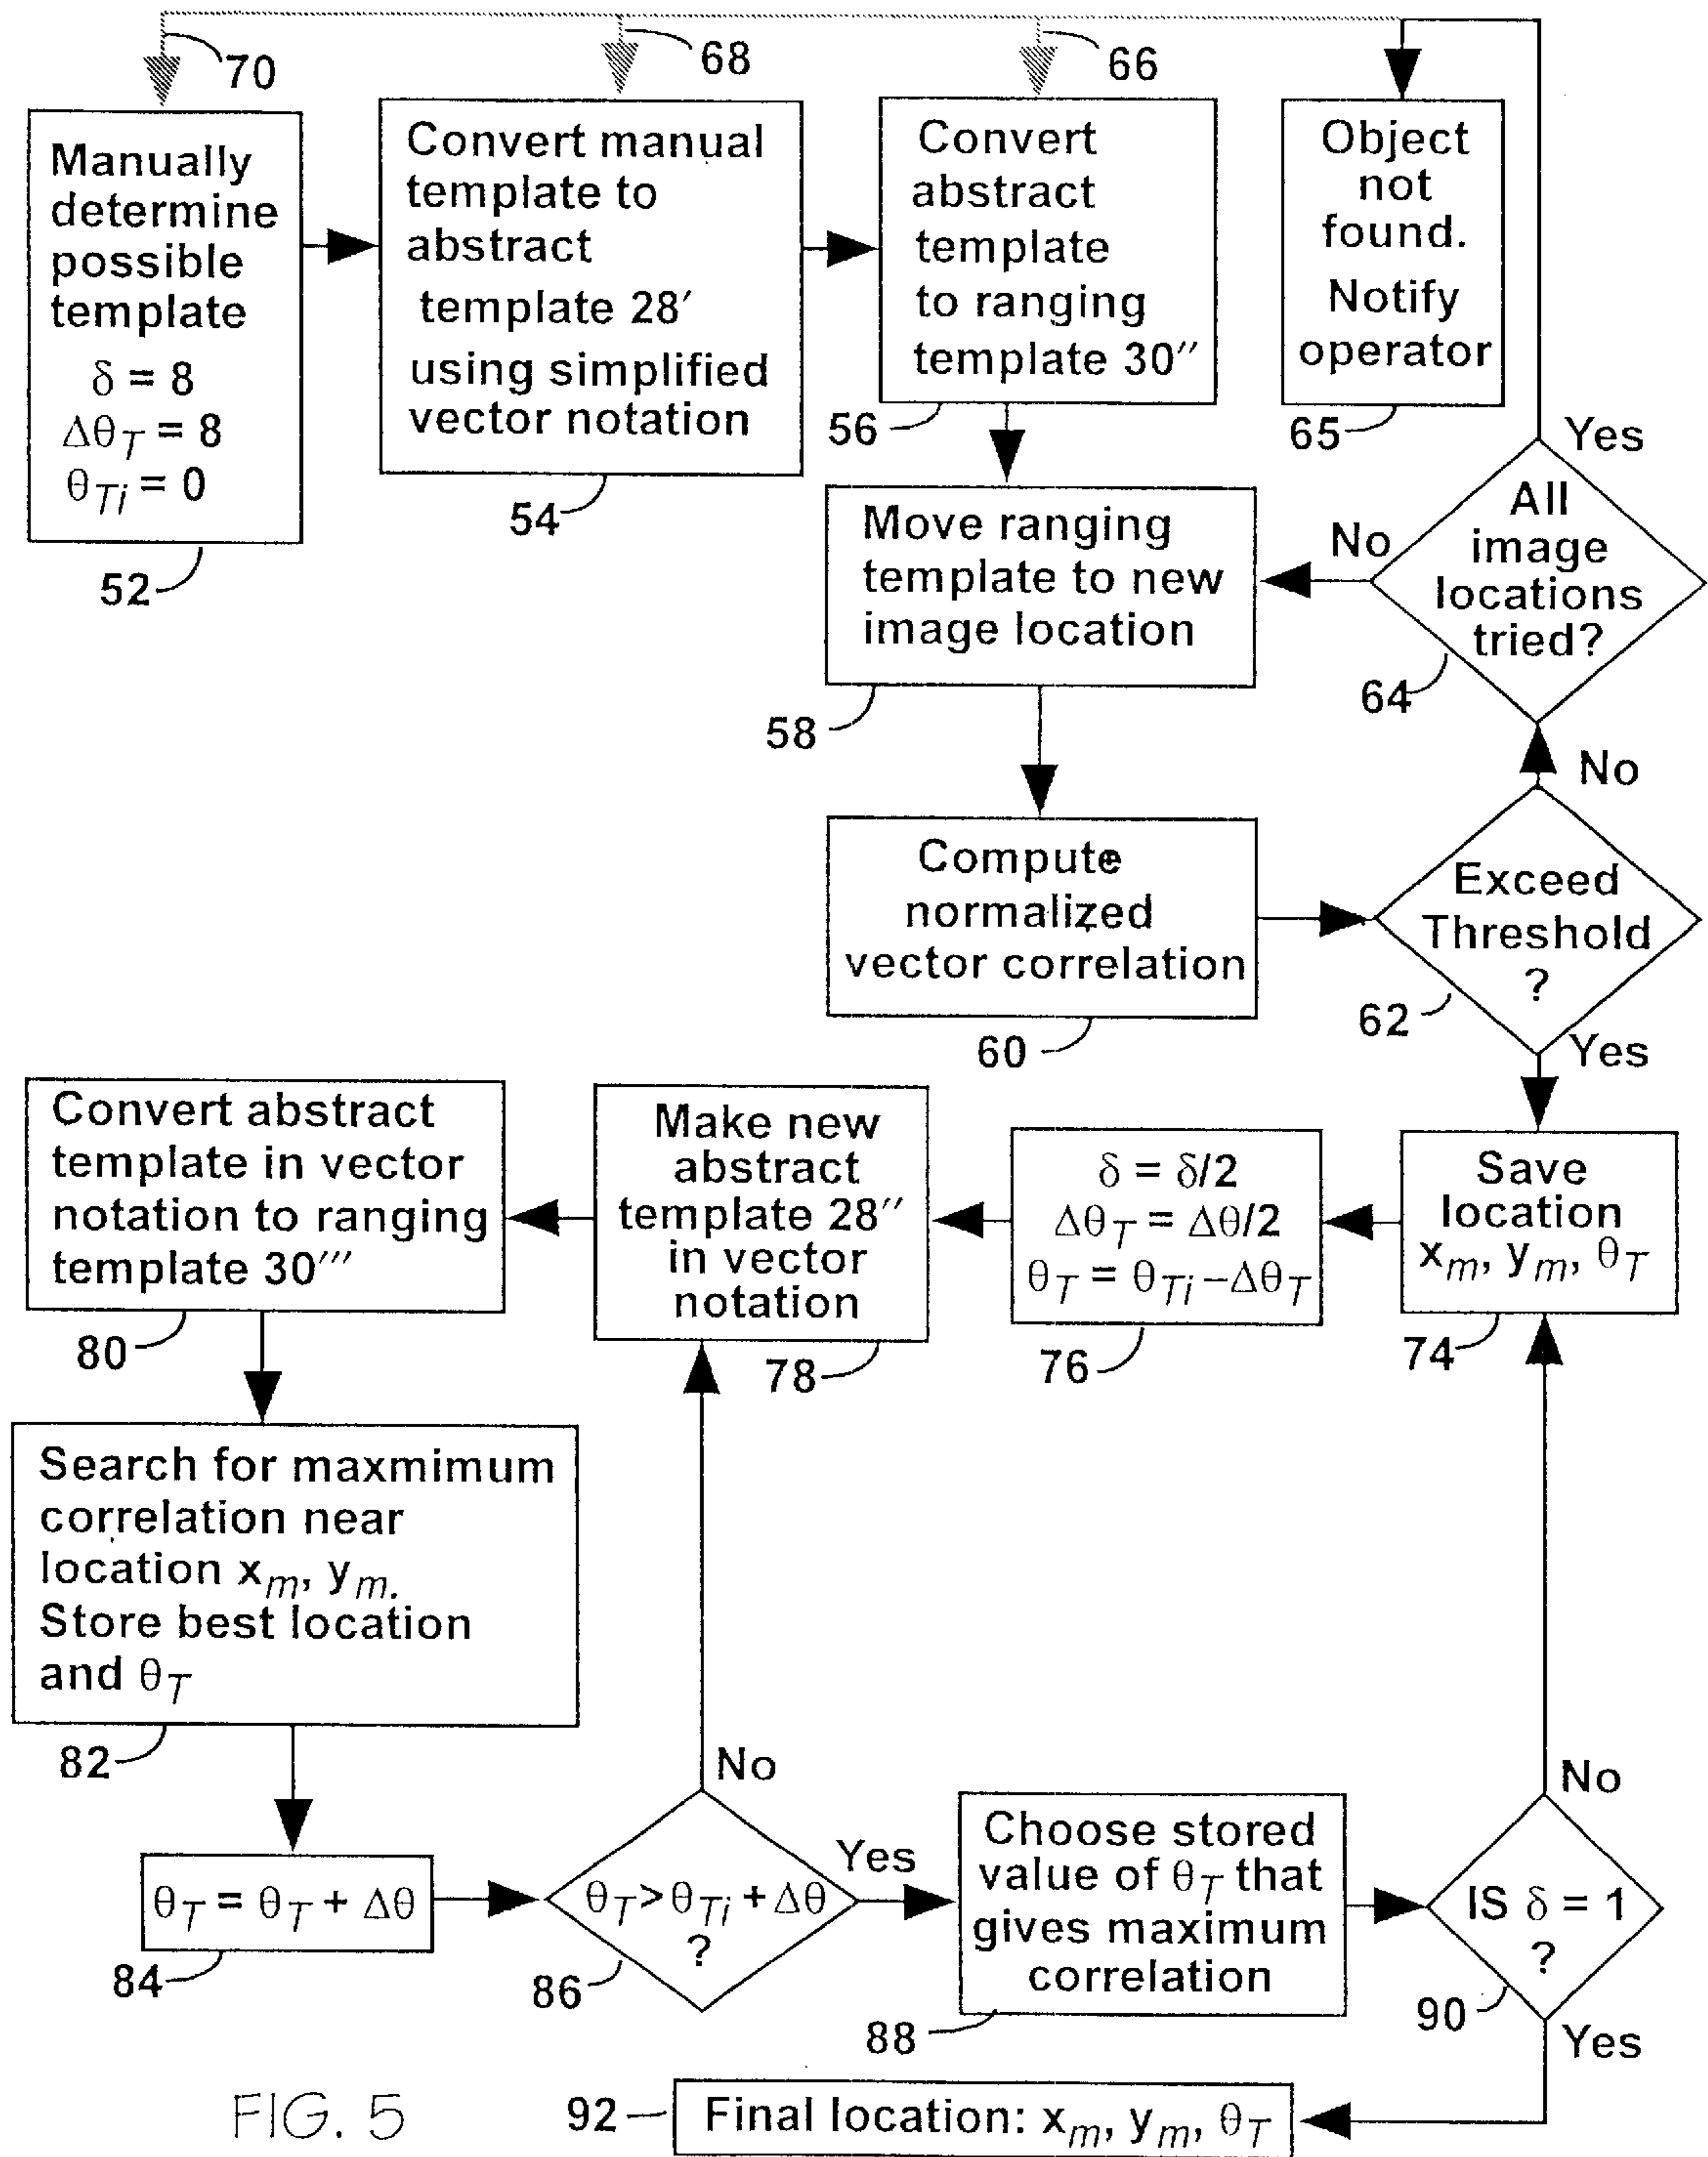 70
68
66
Manually
determine
possible
template
δ = 8
Δθ_T = 8
θ_Ti = 0
52
Convert manual
template to
abstract
template 28′
using simplified
vector notation
54
Convert
abstract
template
to ranging
template 30″
56
Object
not
found.
Notify
operator
65
Yes
All
image
locations
tried?
64
No
Move ranging
template to new
image location
58
No
Compute
normalized
vector correlation
60
Exceed
Threshold
?
62
Yes
Convert abstract
template in vector
notation to ranging
template 30‴
80
Make new
abstract
template 28″
in vector
notation
78
δ = δ/2
Δθ_T = Δθ/2
θ_T = θ_Ti – Δθ_T
76
Save
location
x_m, y_m, θ_T
74
Search for maxmimum
correlation near
location x_m, y_m.
Store best location
and θ_T
82
No
No
θ_T = θ_T + Δθ
84
θ_T > θ_Ti + Δθ
?
86
Yes
Choose stored
value of θ_T that
gives maximum
correlation
88
IS δ = 1
?
90
Yes
FIG. 5
92
Final location: x_m, y_m, θ_T